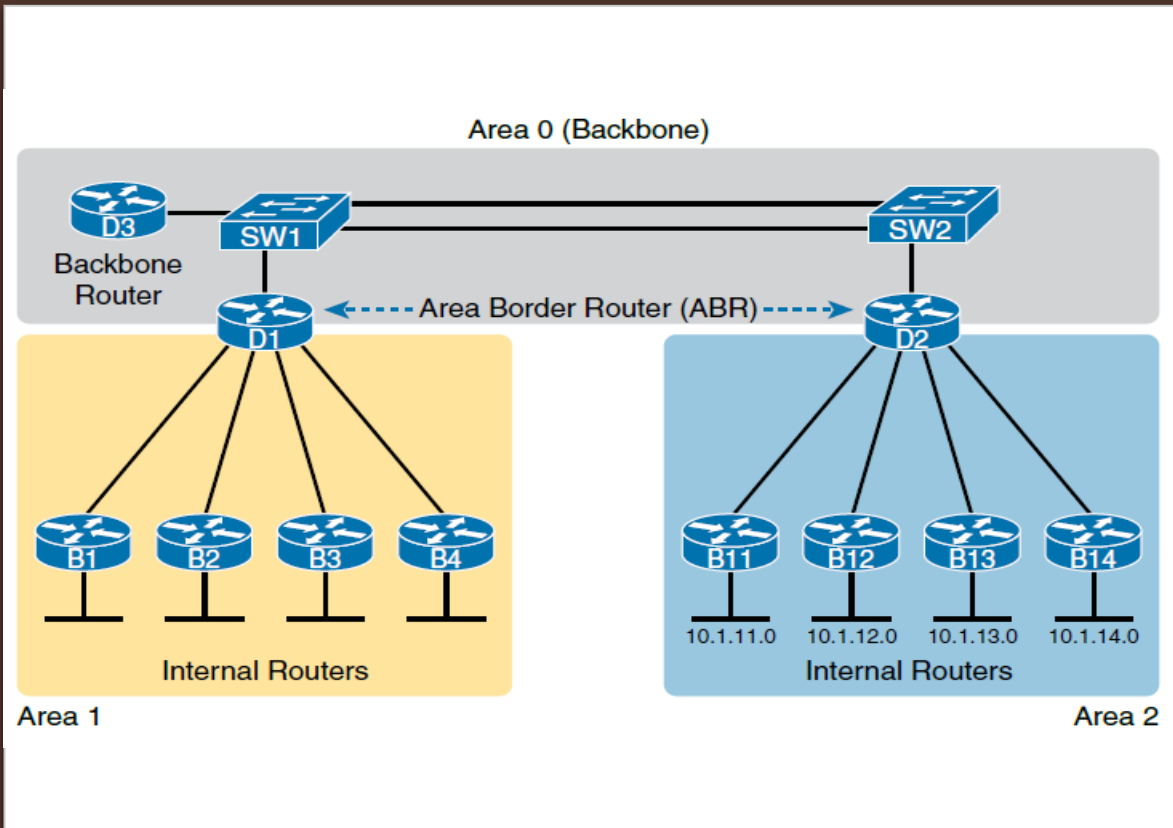 Area 0 (Backbone)
D3
SW1
SW2
Backbone
Router
Area Border Router (ABR)
D1
D2
B1
B2
B3
B4
B11
B12
B13
B14
10.1.11.0
10.1.12.0
10.1.13.0
10.1.14.0
Internal Routers
Internal Routers
Area 1
Area 2